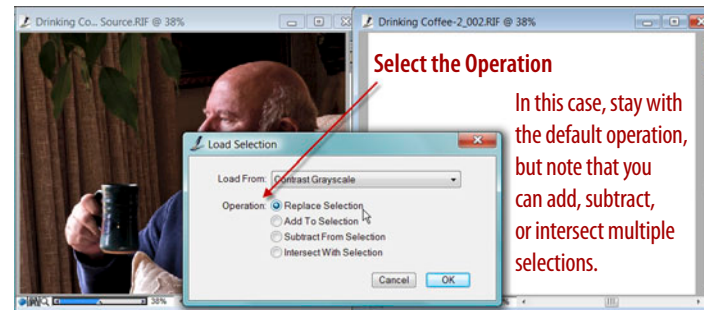 Drinking Co... Source.RIF @ 38%
Drinking Coffee-2_002.RIF @ 38%
Select the Operation
In this case, stay with
the default operation,
but note that you
can add, subtract,
or intersect multiple
selections.
Load Selection
Load From: Contrast Grayscale
Operation: Replace Selection
Add To Selection
Subtract From Selection
Intersect With Selection
Cancel OK
38%